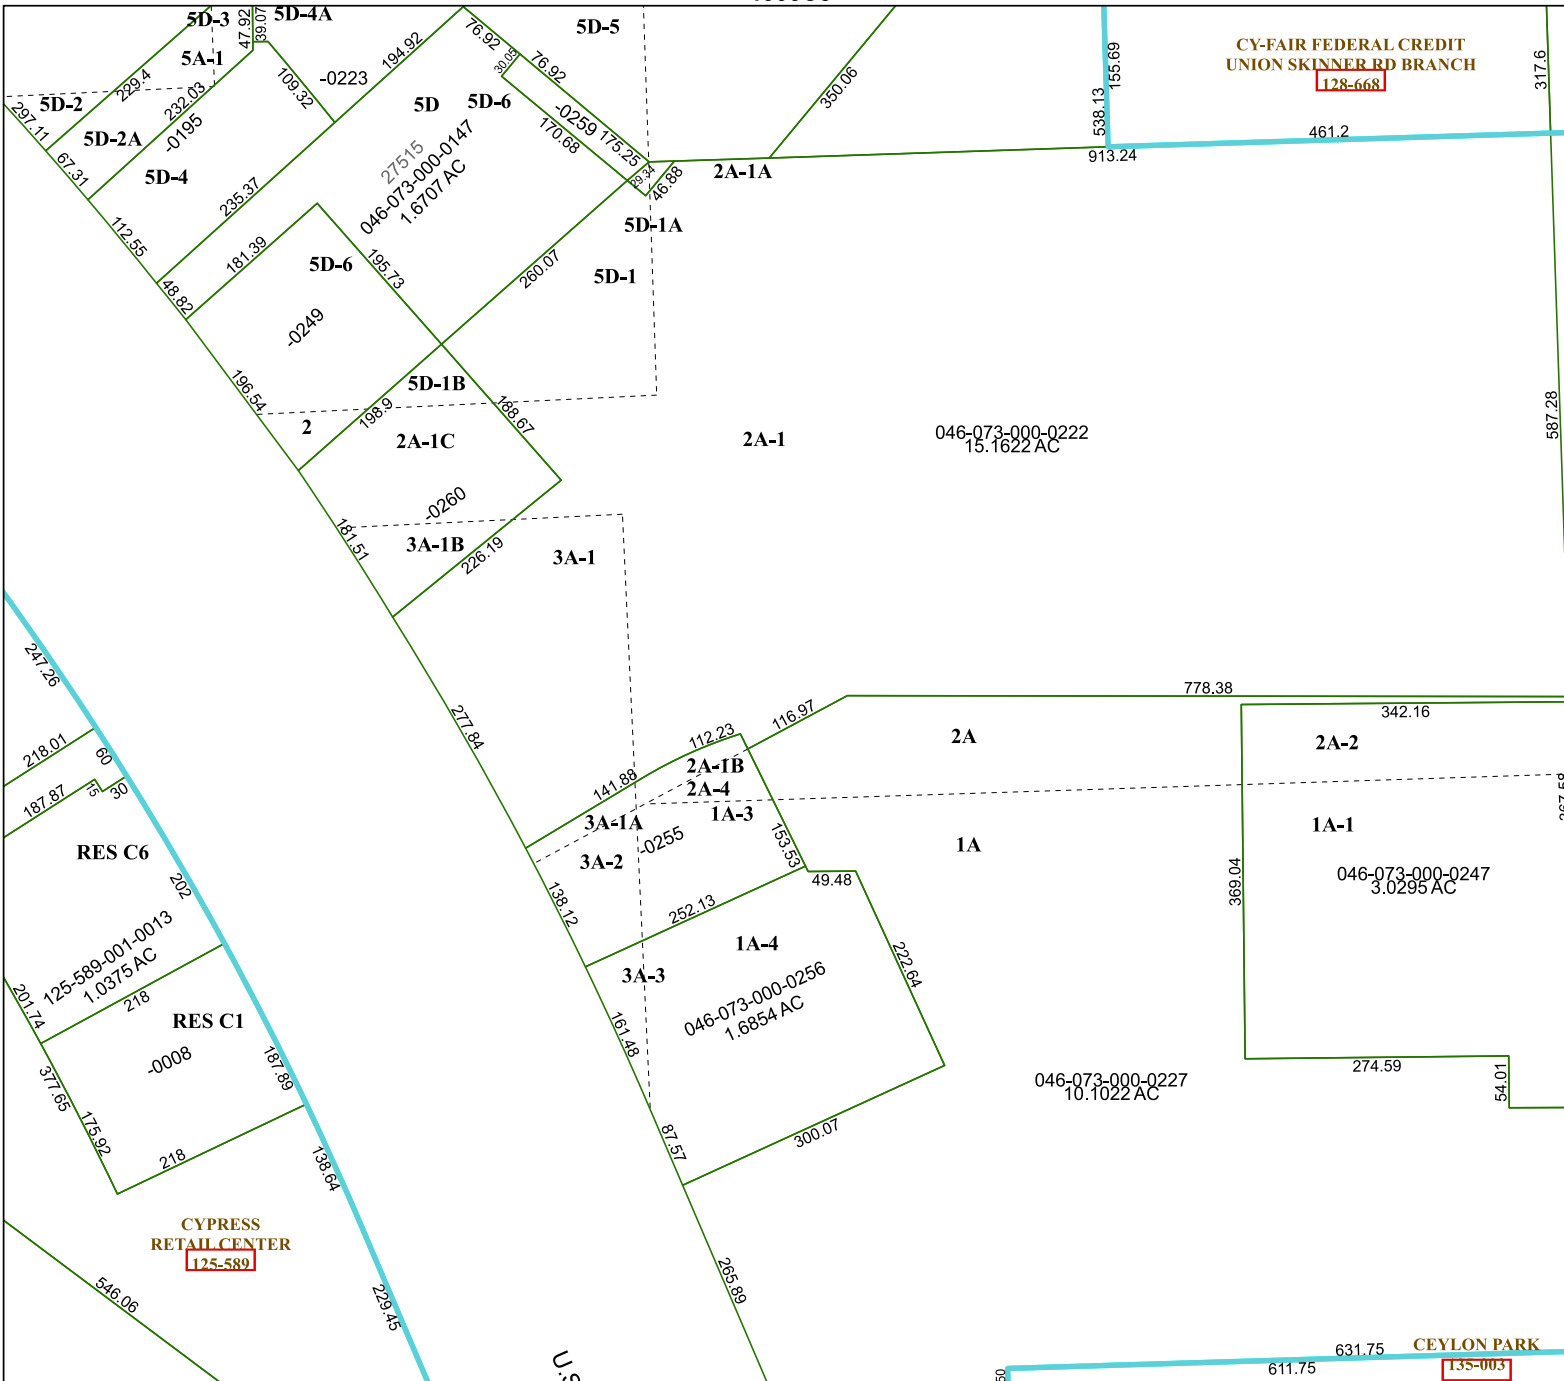 5D-3
47.92
39.07
5D-4A
76.92
5D-5
5A-1
194.92
-0223
30.05
76.92
155.69
CY-FAIR FEDERAL CREDIT
UNION SKINNER RD BRANCH
128-668
317.6
5D-2
229.4
232.03
109.32
5D
5D-6
350.06
297.11
-0195
-0259
538.13
461.2
5D-2A
170.68
175.25
913.24
67.31
5D-4
27515
046-073-000-0147
1.6707 AC
29.34
46.88
2A-1A
235.37
112.55
5D-1A
181.39
5D-6
195.73
260.07
5D-1
48.82
-0249
196.54
5D-1B
198.9
188.67
2
2A-1C
2A-1
046-073-000-0222
15.1622 AC
587.28
-0260
181.51
3A-1B
226.19
3A-1
247.26
778.38
277.84
116.97
112.23
342.16
218.01
60
2A
2A-2
2A-1B
141.88
2A-4
187.87
15
30
1A-3
3A-1A
-0255
1A-1
153.53
RES C6
3A-2
1A
202
49.48
369.04
046-073-000-0247
3.0295 AC
138.12
252.13
125-589-001-0013
1.0375 AC
1A-4
222.64
3A-3
201.74
218
046-073-000-0256
1.6854 AC
RES C1
161.48
-0008
187.89
377.65
274.59
54.01
046-073-000-0227
10.1022 AC
175.92
87.57
300.07
218
138.64
CYPRESS
RETAIL CENTER
125-589
546.06
229.45
265.89
U.S
631.75
611.75
CEYLON PARK
135-003
50